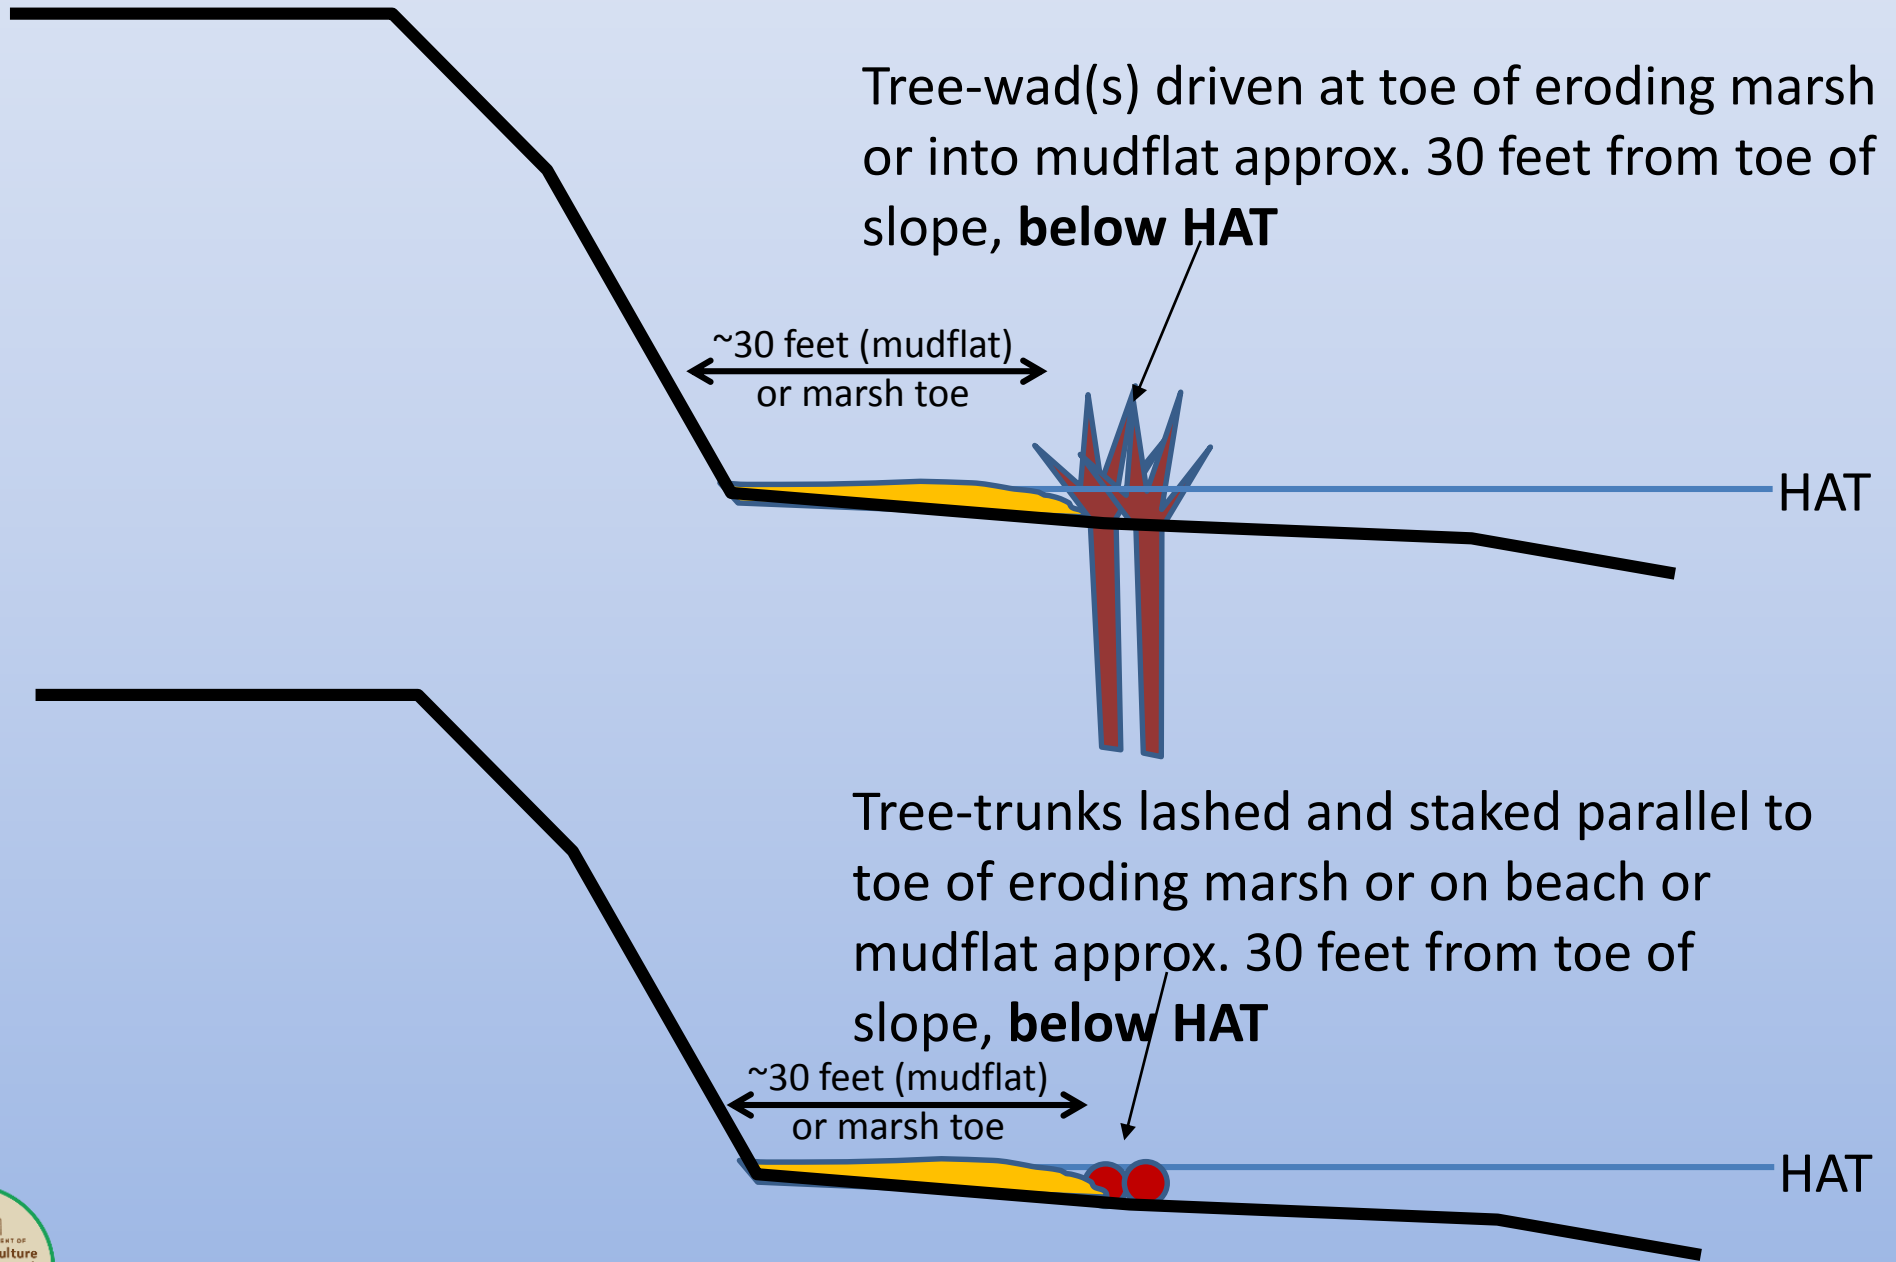 Tree-wad(s) driven at toe of eroding marsh
or into mudflat approx. 30 feet from toe of
slope, below HAT
~30 feet (mudflat)
or marsh toe
HAT
Tree-trunks lashed and staked parallel to
toe of eroding marsh or on beach or
mudflat approx. 30 feet from toe of
slope, below HAT
~30 feet (mudflat)
or marsh toe
HAT